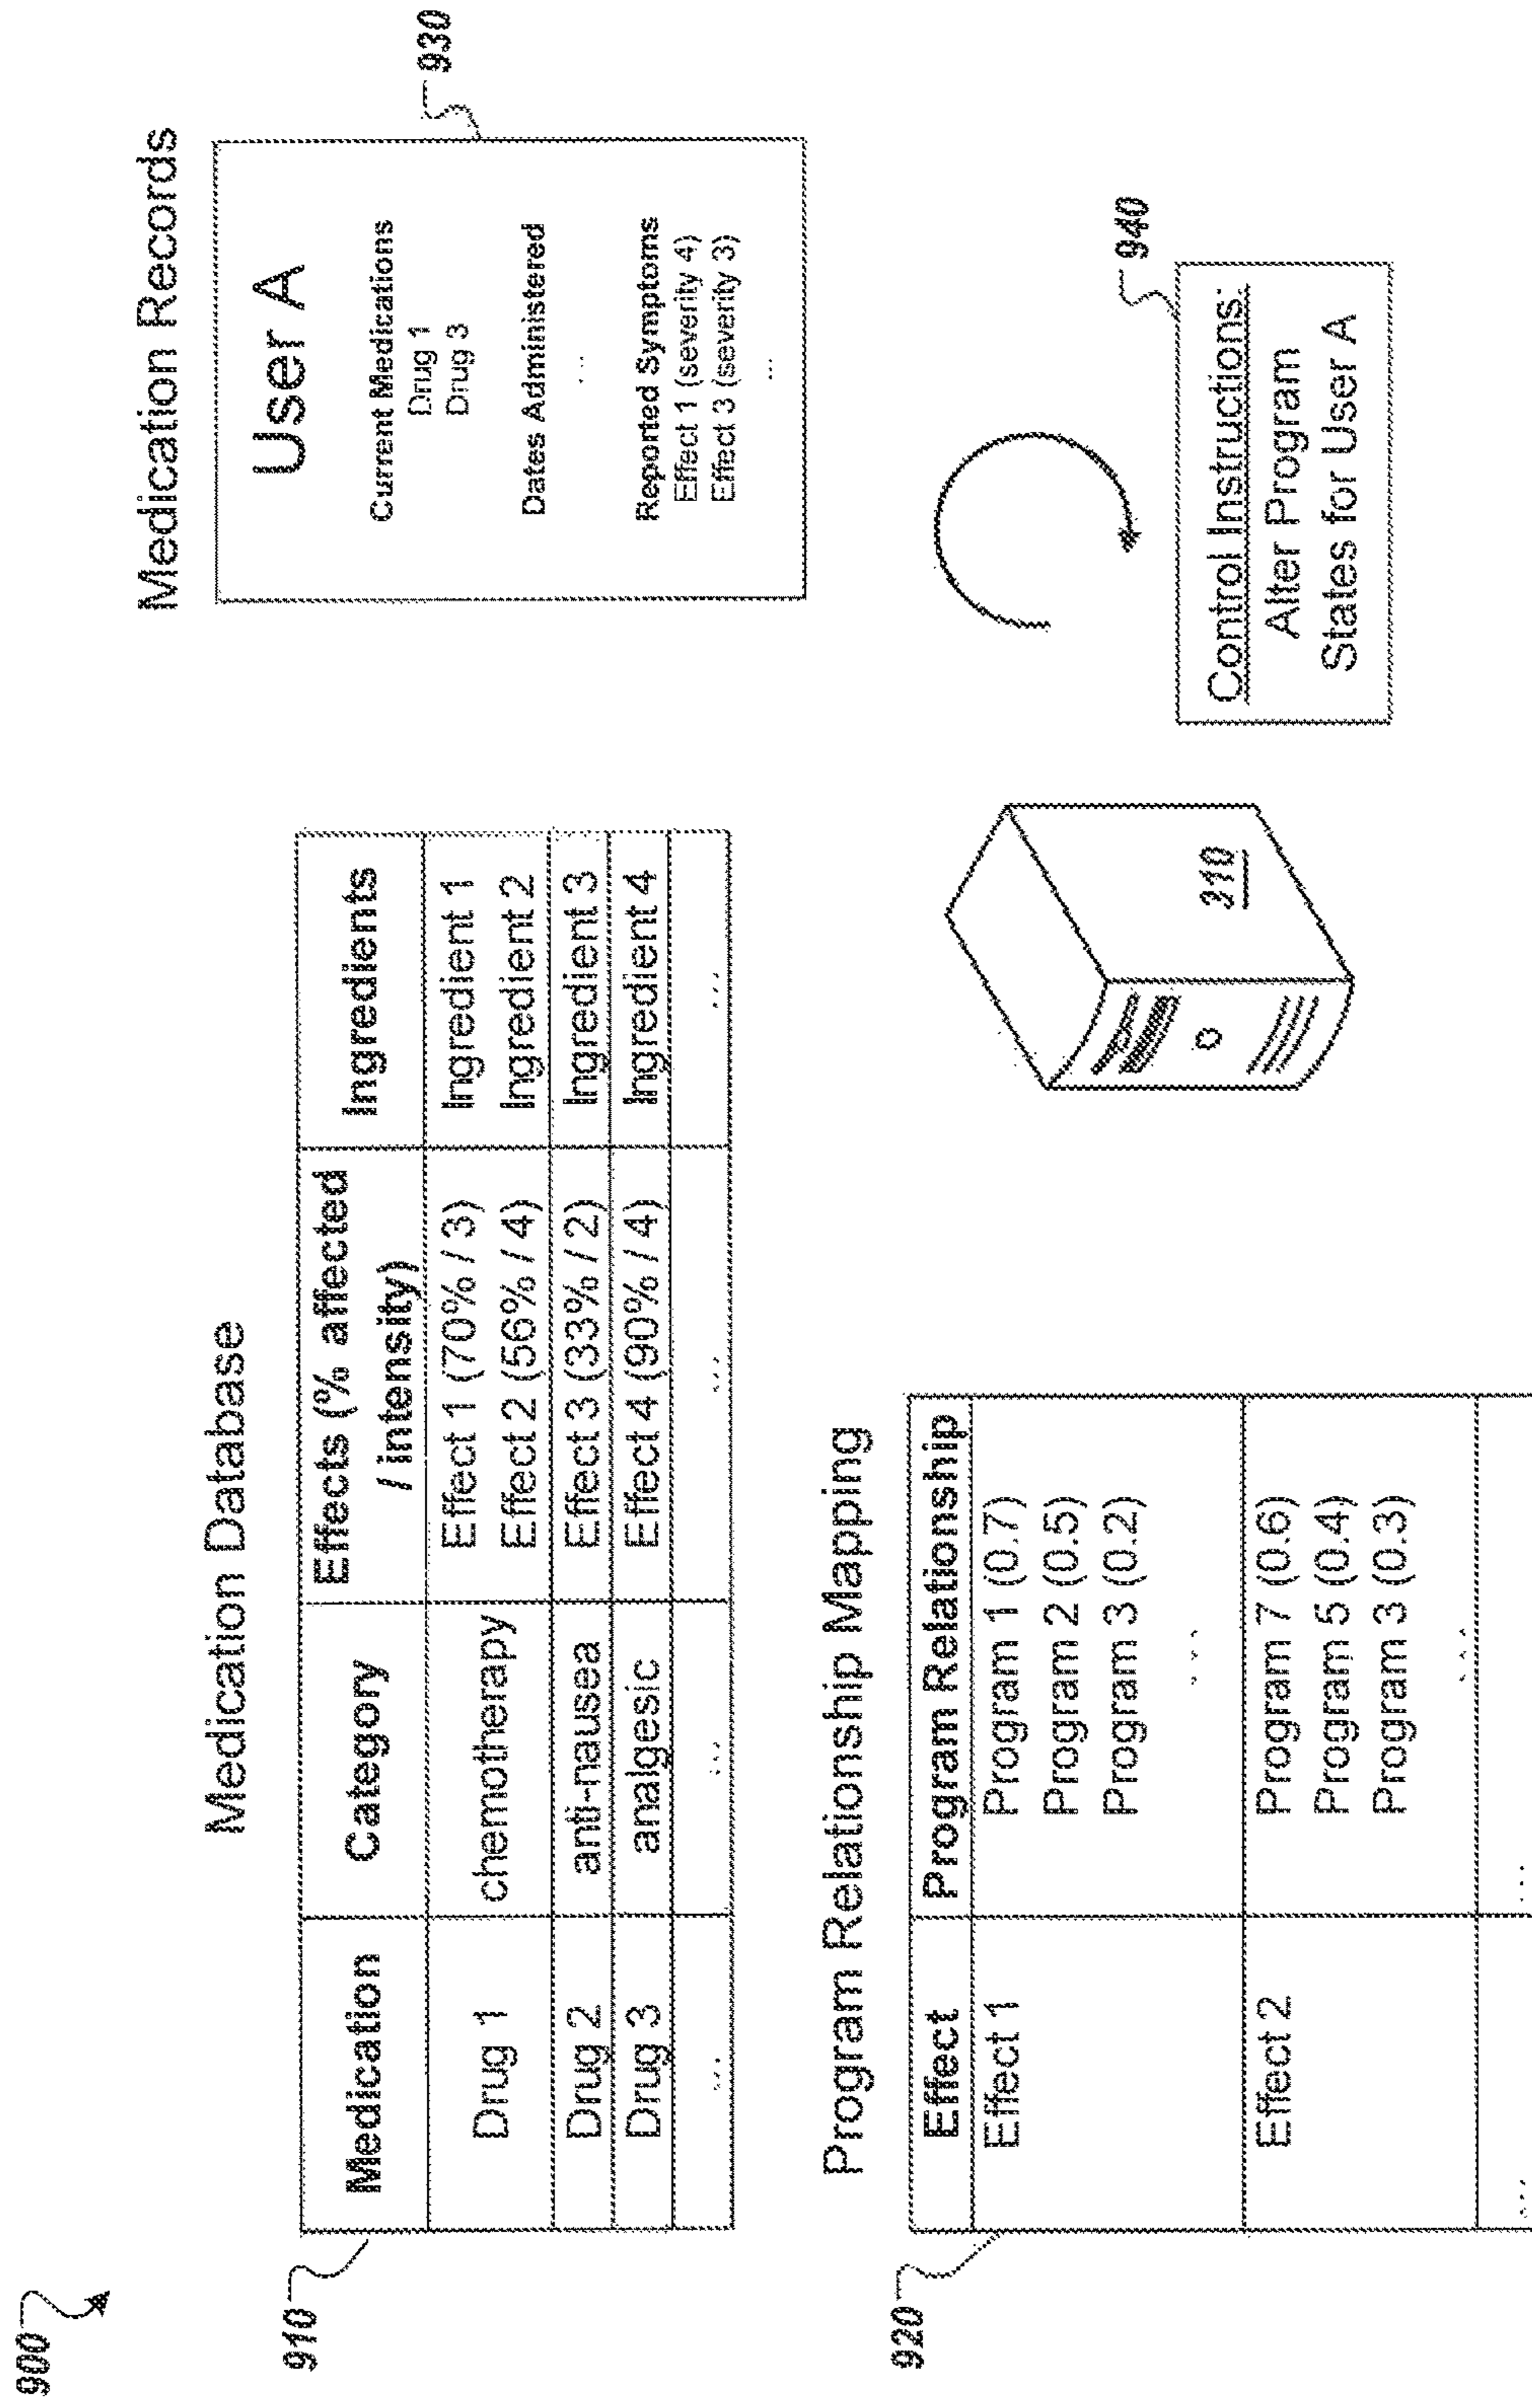 900
Medication Database
910
Medication Category Effects (% affected / intensity) Ingredients
Drug 1 chemotherapy Effect 1 (70% / 3) Ingredient 1
Effect 2 (56% / 4) Ingredient 2
Drug 2 anti-nausea Effect 3 (33% / 2) Ingredient 3
Drug 3 analgesic Effect 4 (90% / 4) Ingredient 4
... ... ... ...
Medication Records
User A
Current Medications
Drug 1
Drug 3
Dates Administered
...
Reported Symptoms
Effect 1 (severity 4)
Effect 3 (severity 3)
...
930
Program Relationship Mapping
920
Effect Program Relationship
Effect 1 Program 1 (0.7)
Program 2 (0.5)
Program 3 (0.2)
...
Effect 2 Program 7 (0.6)
Program 5 (0.4)
Program 3 (0.3)
...
... ...
310
940
Control Instructions:
Alter Program
States for User A